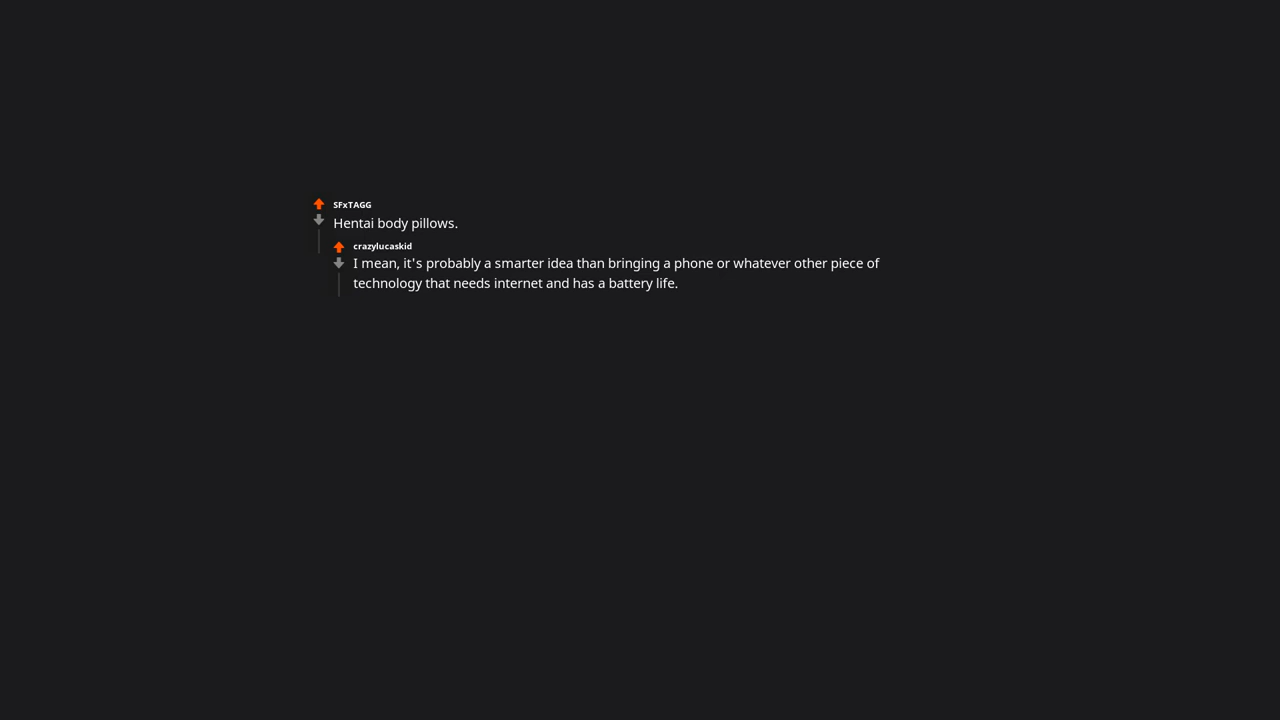 SFxTAGG
Hentai body pillows.
crazylucaskid
I mean, it's probably a smarter idea than bringing a phone or whatever other piece of
technology that needs internet and has a battery life.